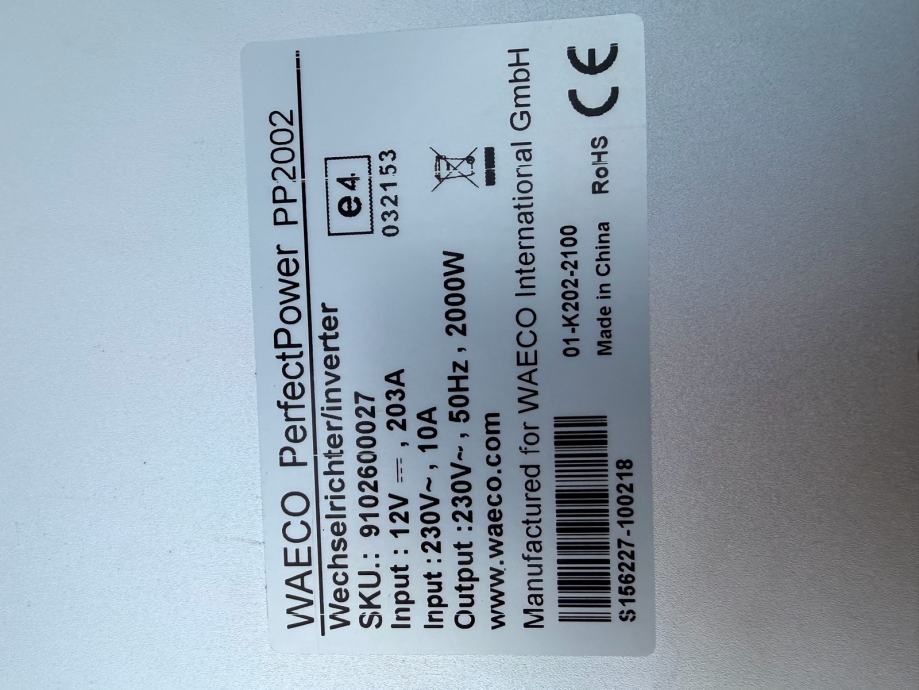 WAECO PerfectPower PP2002
Wechselrichter/inverter
SKU.: 9102600027
Input : 12V ⎓, 203A
Input :230V~, 10A
Output :230V~, 50Hz, 2000W
e4
032153
www.waeco.com
Manufactured for WAECO International GmbH
01-K202-2100
Made in China RoHS CE
S156227-100218